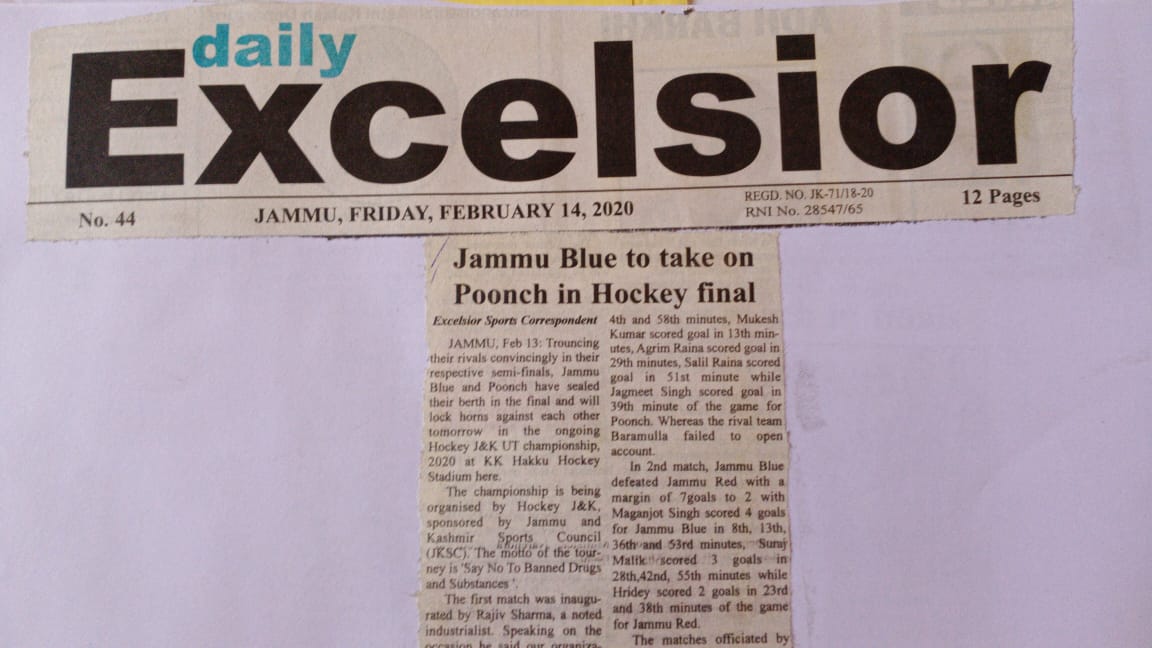 daily
Excelsior
No. 44
JAMMU, FRIDAY, FEBRUARY 14, 2020
REGD. NO. JK-71/18-20
RNI No. 28547/65
12 Pages
Jammu Blue to take on
Poonch in Hockey final
Excelsior Sports Correspondent
JAMMU, Feb 13: Trouncing
their rivals convincingly in their
respective semi-finals, Jammu
Blue and Poonch have sealed
their berth in the final and will
lock horns against each other
tomorrow in the ongoing
Hockey J&K UT championship,
2020 at KK Hakku Hockey
Stadium here.
The championship is being
organised by Hockey J&K,
sponsored by Jammu and
Kashmir Sports Council
(JKSC). The motto of the tour-
ney is 'Say No To Banned Drugs
and Substances '.
The first match was inaugu-
rated by Rajiv Sharma, a noted
industrialist. Speaking on the
occasion he said our organiza-
4th and 58th minutes, Mukesh
Kumar scored goal in 13th min-
utes, Agrim Raina scored goal in
29th minutes, Salil Raina scored
goal in 51st minute while
Jagmeet Singh scored goal in
39th minute of the game for
Poonch. Whereas the rival team
Baramulla failed to open
account.
In 2nd match, Jammu Blue
defeated Jammu Red with a
margin of 7goals to 2 with
Maganjot Singh scored 4 goals
for Jammu Blue in 8th, 13th,
36th and 53rd minutes, Suraj
Malik scored 3 goals in
28th,42nd, 55th minutes while
Hridey scored 2 goals in 23rd
and 38th minutes of the game
for Jammu Red.
The matches officiated by